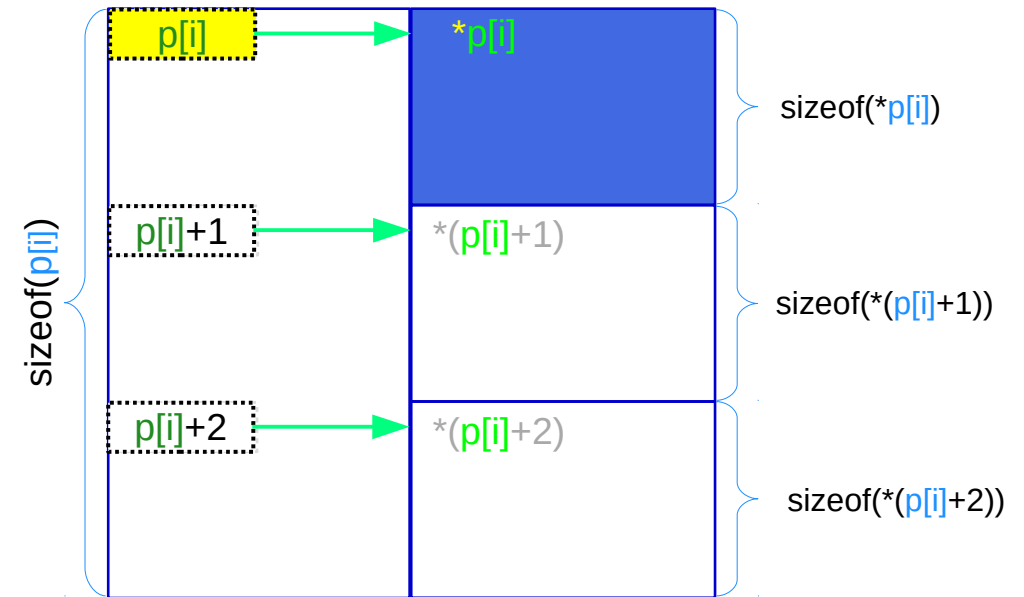 p[i]
*p[i]
sizeof(*p[i])
p[i]+1
*(p[i]+1)
sizeof(p[i])
sizeof(*(p[i]+1))
p[i]+2
*(p[i]+2)
sizeof(*(p[i]+2))